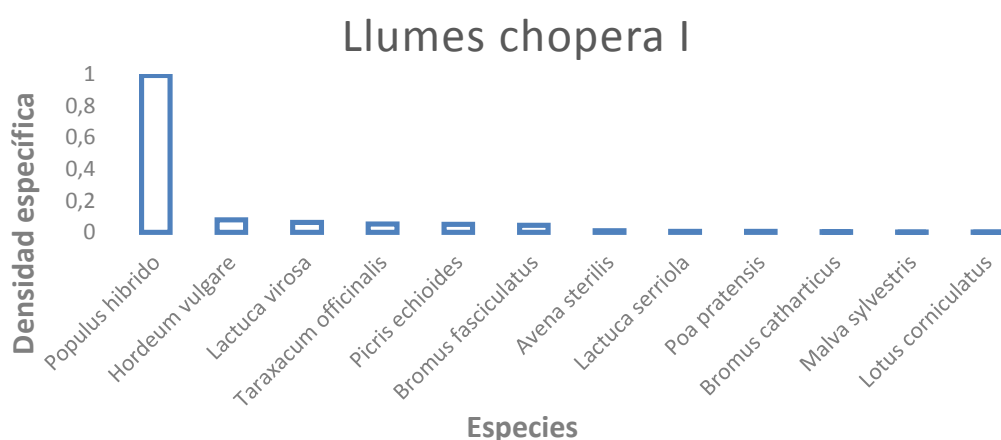 Llumes chopera I
Densidad específica
1
0,8
0,6
0,4
0,2
0
Populus hibrido
Hordeum vulgare
Lactuca virosa
Taraxacum officinalis
Picris echioides
Bromus fasciculatus
Avena sterilis
Lactuca serriola
Poa pratensis
Bromus catharticus
Malva sylvestris
Lotus corniculatus
Especies